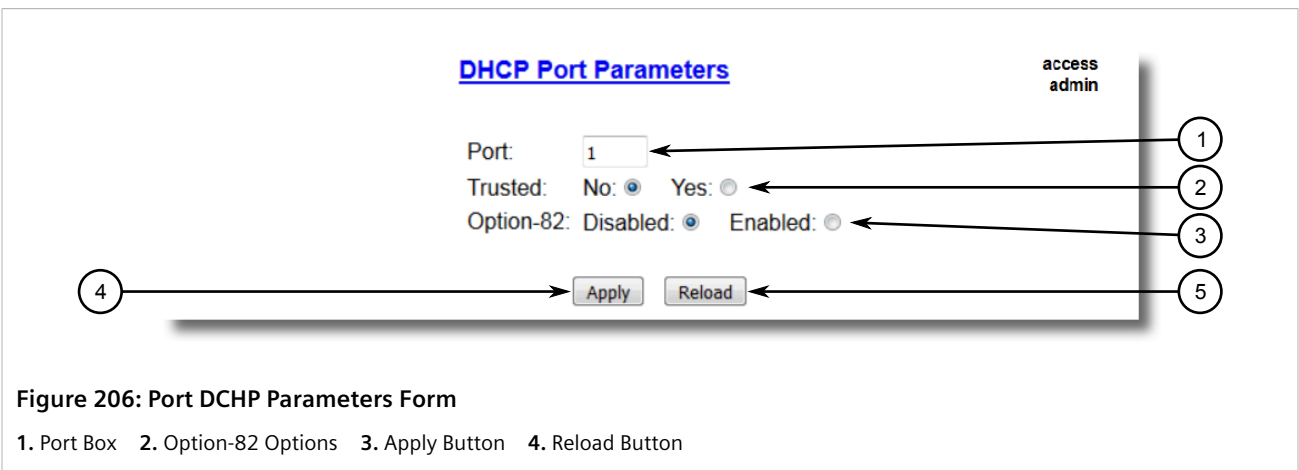 DHCP Port Parameters
access
admin
Port: 1
1
Trusted: No: Yes:
2
Option-82: Disabled: Enabled:
3
4
Apply Reload
5
Figure 206: Port DCHP Parameters Form
1. Port Box 2. Option-82 Options 3. Apply Button 4. Reload Button